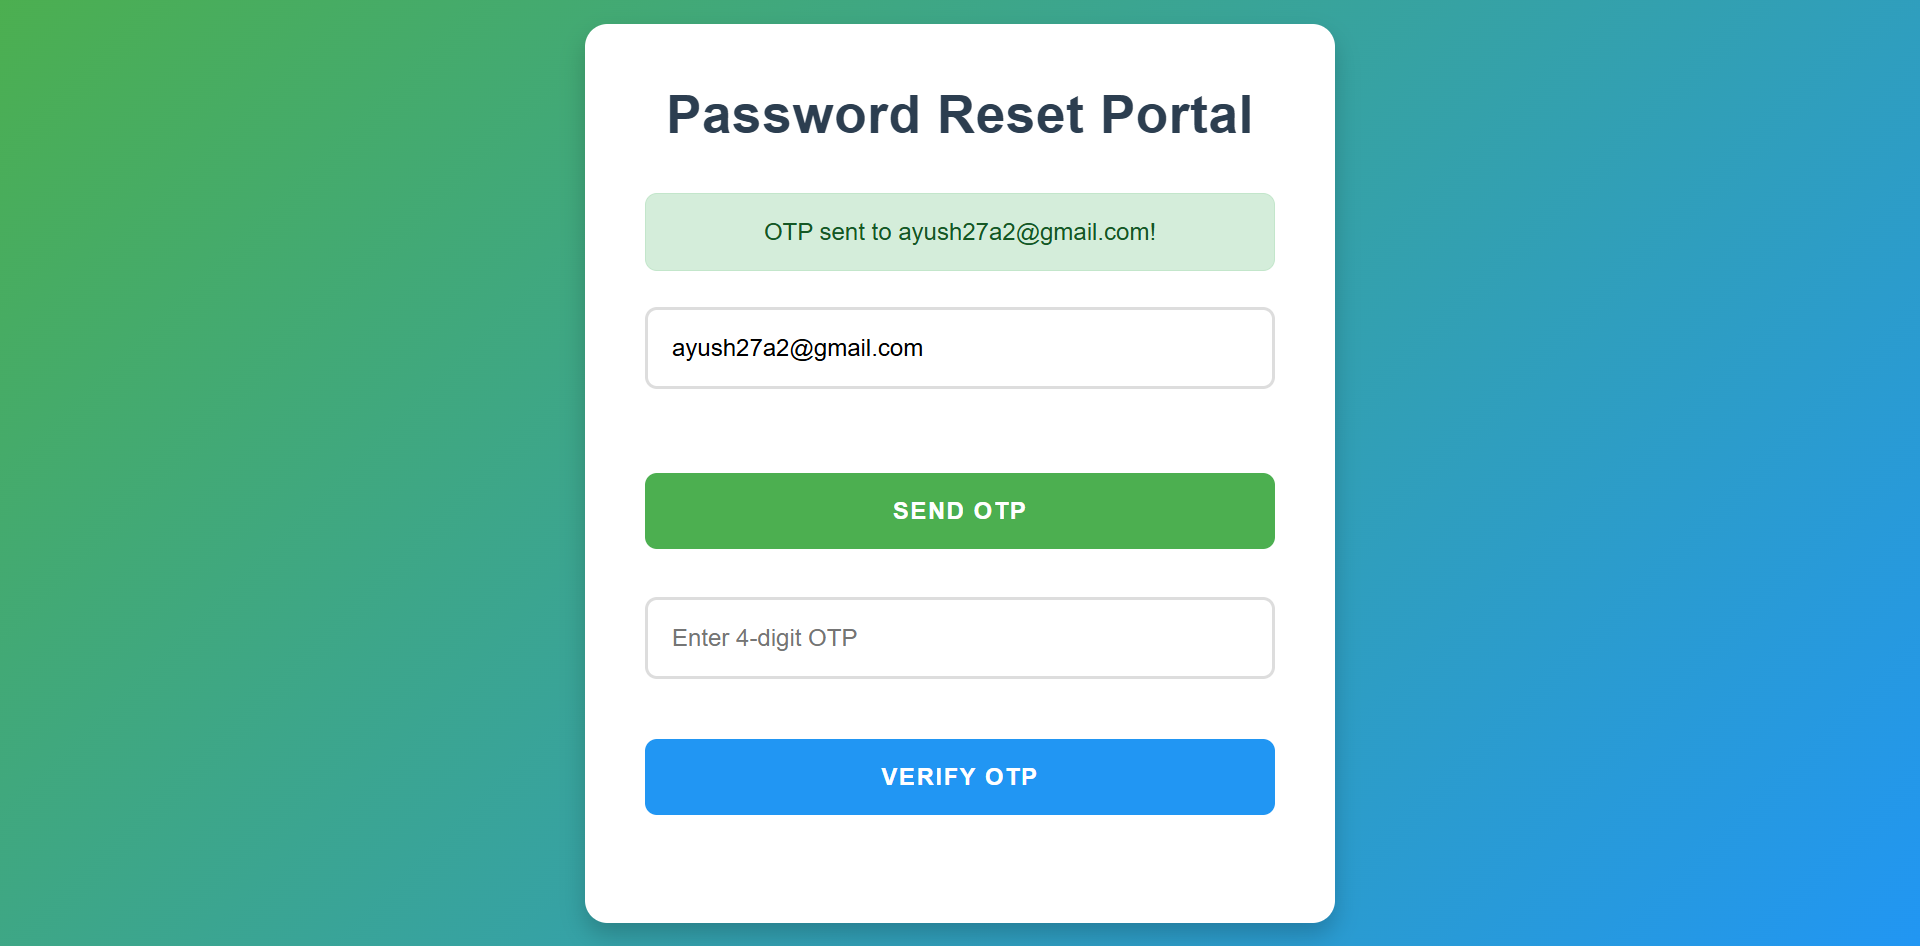 Password Reset Portal
OTP sent to ayush27a2@gmail.com!
ayush27a2@gmail.com
SEND OTP
Enter 4-digit OTP
VERIFY OTP